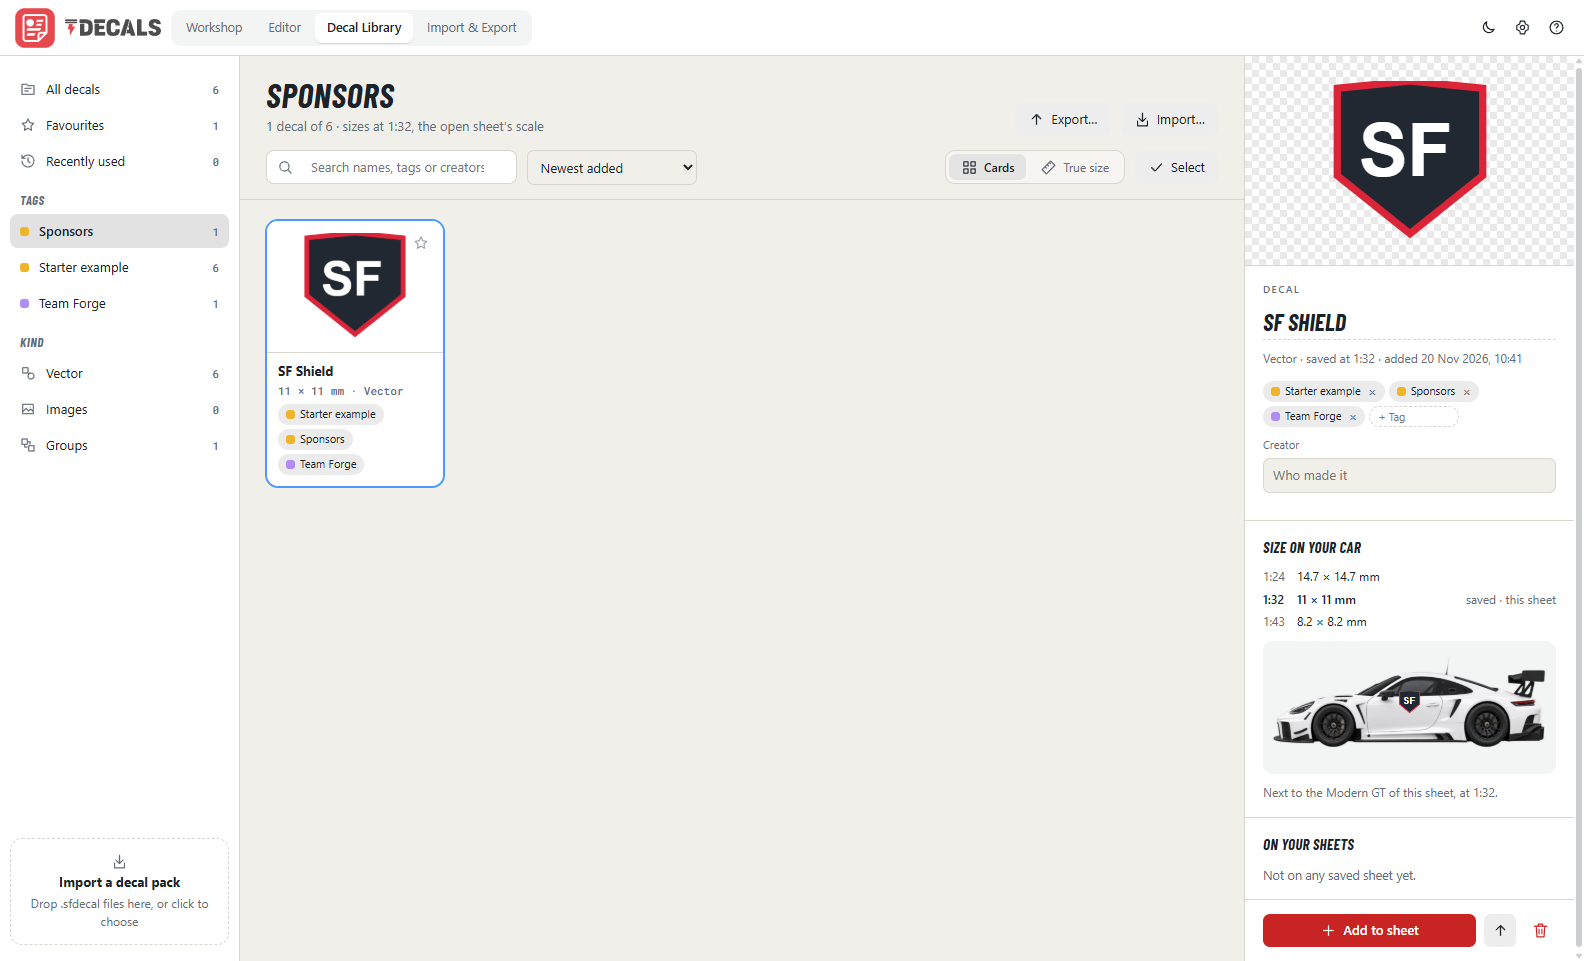 DECALS
Workshop
Editor
Decal Library
Import & Export
All decals 6
Favourites 1
Recently used 0
TAGS
Sponsors 1
Starter example 6
Team Forge 1
KIND
Vector 6
Images 0
Groups 1
Import a decal pack
Drop .sfdecal files here, or click to
choose
SPONSORS
1 decal of 6 · sizes at 1:32, the open sheet's scale
Export...
Import...
Search names, tags or creators
Newest added
Cards
True size
Select
SF
SF Shield
11 × 11 mm · Vector
Starter example
Sponsors
Team Forge
SF
DECAL
SF SHIELD
Vector · saved at 1:32 · added 20 Nov 2026, 10:41
Starter example ×
Sponsors ×
Team Forge ×
+ Tag
Creator
Who made it
SIZE ON YOUR CAR
1:24 14.7 × 14.7 mm
1:32 11 × 11 mm saved · this sheet
1:43 8.2 × 8.2 mm
SF
Next to the Modern GT of this sheet, at 1:32.
ON YOUR SHEETS
Not on any saved sheet yet.
Add to sheet